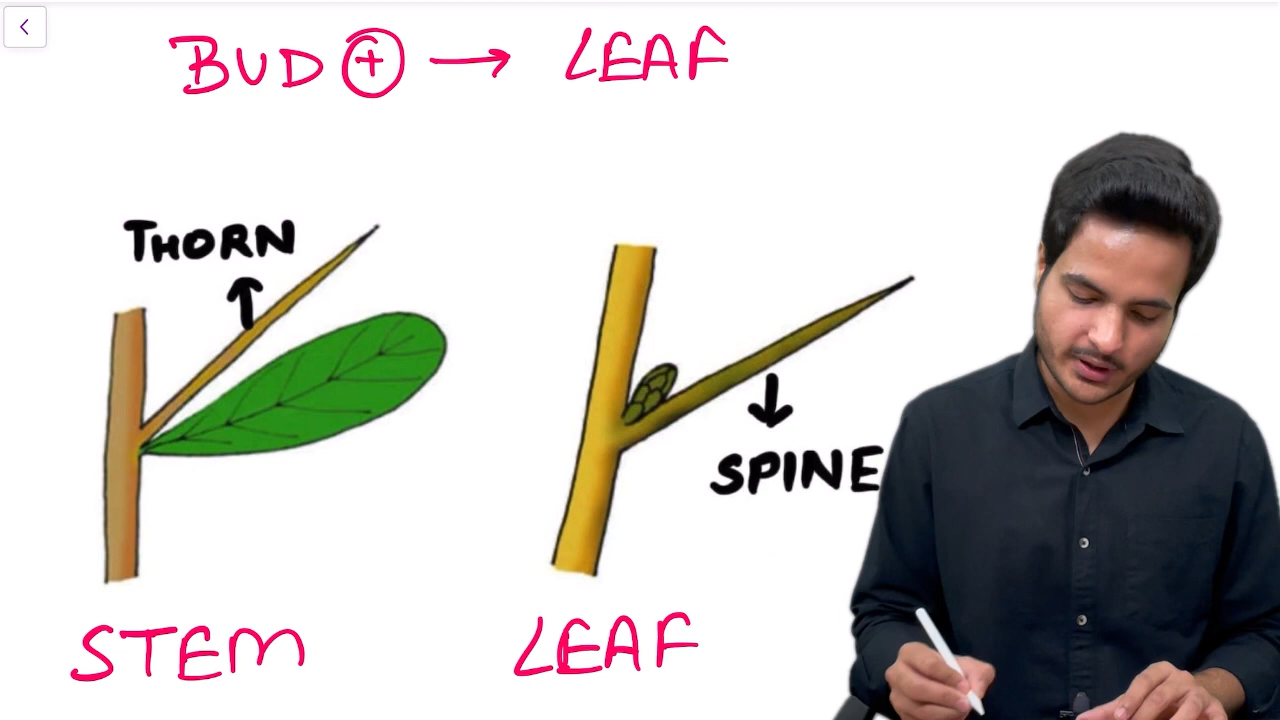 BUD + → LEAF
THORN
SPINE
STEM
LEAF